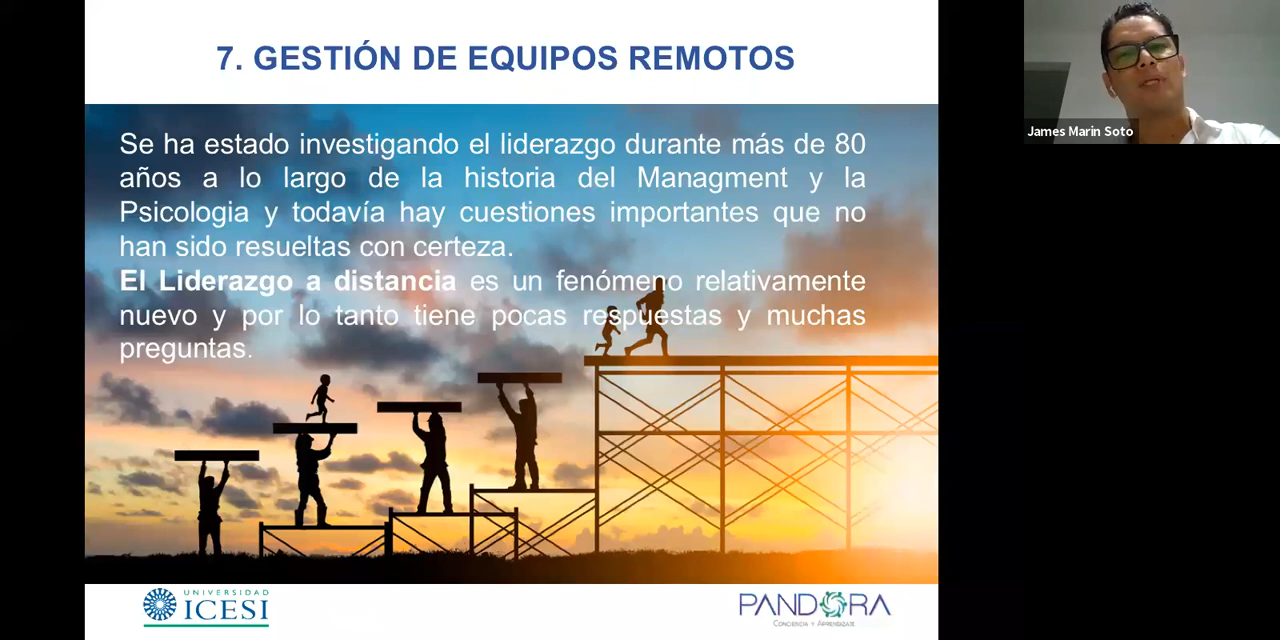 7. GESTIÓN DE EQUIPOS REMOTOS
James Marin Soto
Se ha estado investigando el liderazgo durante más de 80
años a lo largo de la historia del Managment y la
Psicologia y todavía hay cuestiones importantes que no
han sido resueltas con certeza.
El Liderazgo a distancia es un fenómeno relativamente
nuevo y por lo tanto tiene pocas respuestas y muchas
preguntas.
UNIVERSIDAD
ICESI
PANDORA
CONCIENCIA Y APRENDIZAJE